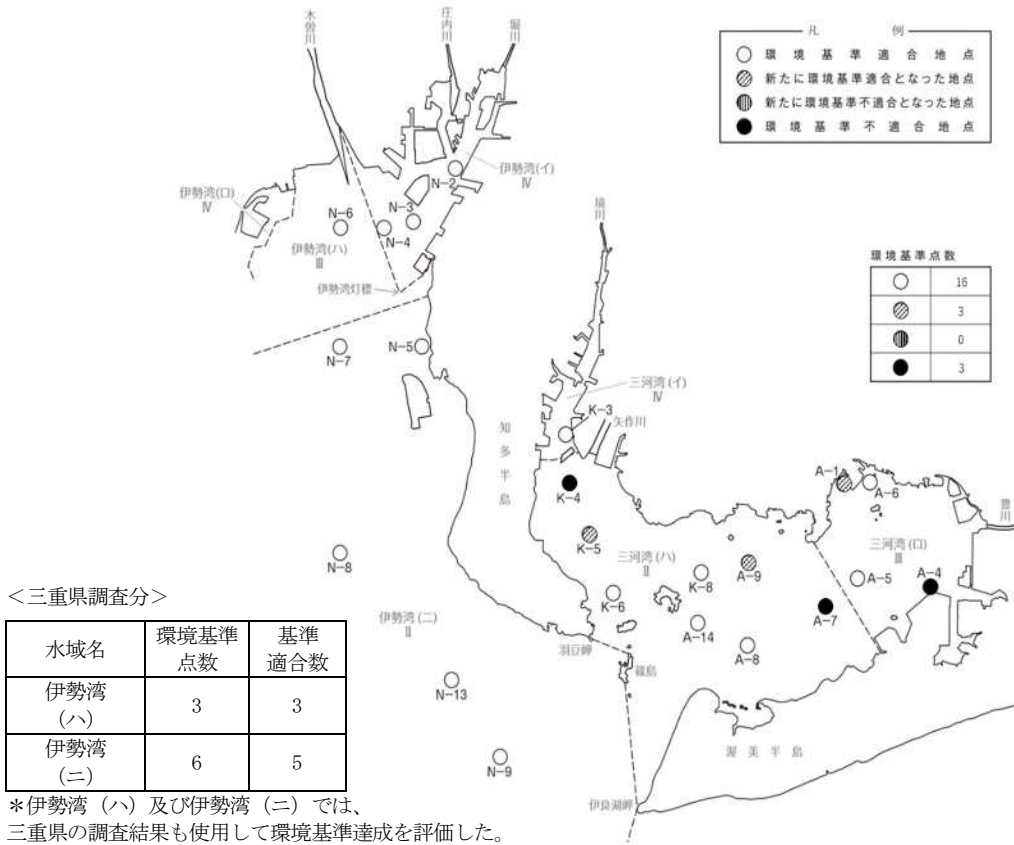 木曽川
庄内川
堀川
凡 例
環境基準適合地点
新たに環境基準適合となった地点
新たに環境基準不適合となった地点
環境基準不適合地点
伊勢湾(イ)
Ⅳ
N-2
伊勢湾(ロ)
Ⅳ
N-6
N-3
N-4
伊勢湾(ハ)
Ⅲ
境川
伊勢湾灯標
環境基準点数
16
3
0
3
N-7
N-5
三河湾(イ)
Ⅳ
K-3
矢作川
知多半島
K-4
A-1
A-6
豊川
K-5
三河湾(ハ)
Ⅱ
三河湾(ロ)
Ⅲ
N-8
A-9
K-8
A-5
A-4
K-6
A-7
A-14
A-8
伊勢湾(ニ)
Ⅱ
羽豆岬
篠島
N-13
渥美半島
N-9
伊良湖岬
<三重県調査分>
水域名 環境基準点数 基準適合数
伊勢湾
(ハ) 3 3
伊勢湾
(ニ) 6 5
*伊勢湾(ハ)及び伊勢湾(ニ)では、
三重県の調査結果も使用して環境基準達成を評価した。